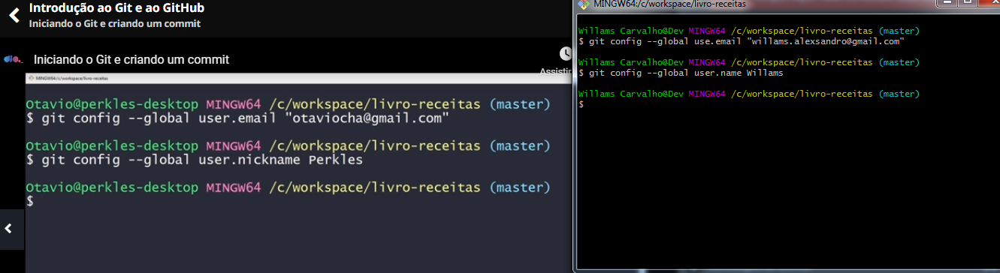 Introdução ao Git e ao GitHub
Iniciando o Git e criando um commit
Iniciando o Git e criando um commit
Assistir
MINGW64:/c/workspace/livro-receitas
Otavio@perkles-desktop MINGW64 /c/workspace/livro-receitas (master)
$ git config --global user.email "otaviocha@gmail.com"
Otavio@perkles-desktop MINGW64 /c/workspace/livro-receitas (master)
$ git config --global user.nickname Perkles
Otavio@perkles-desktop MINGW64 /c/workspace/livro-receitas (master)
$
MINGW64:/c/workspace/livro-receitas
Willams Carvalho@Dev MINGW64 /c/workspace/livro-receitas (master)
$ git config --global use.email "willams.alexsandro@gmail.com"
Willams Carvalho@Dev MINGW64 /c/workspace/livro-receitas (master)
$ git config --global user.name Willams
Willams Carvalho@Dev MINGW64 /c/workspace/livro-receitas (master)
$